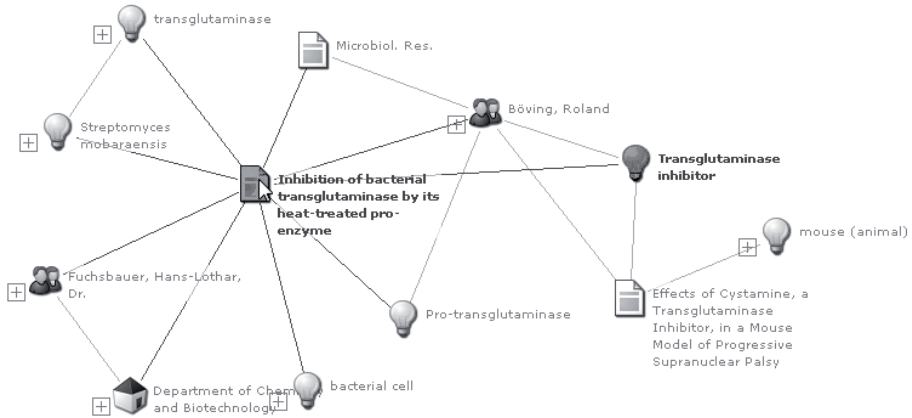 transglutaminase
Microbiol. Res.
Böving, Roland
Streptomyces
mobaraensis
Transglutaminase
inhibitor
Inhibition of bacterial
transglutaminase by its
heat-treated pro-
enzyme
mouse (animal)
Fuchsbauer, Hans-Lothar,
Dr.
Effects of Cystamine, a
Transglutaminase
Inhibitor, in a Mouse
Model of Progressive
Supranuclear Palsy
Pro-transglutaminase
Department of Chemistry
and Biotechnology
bacterial cell